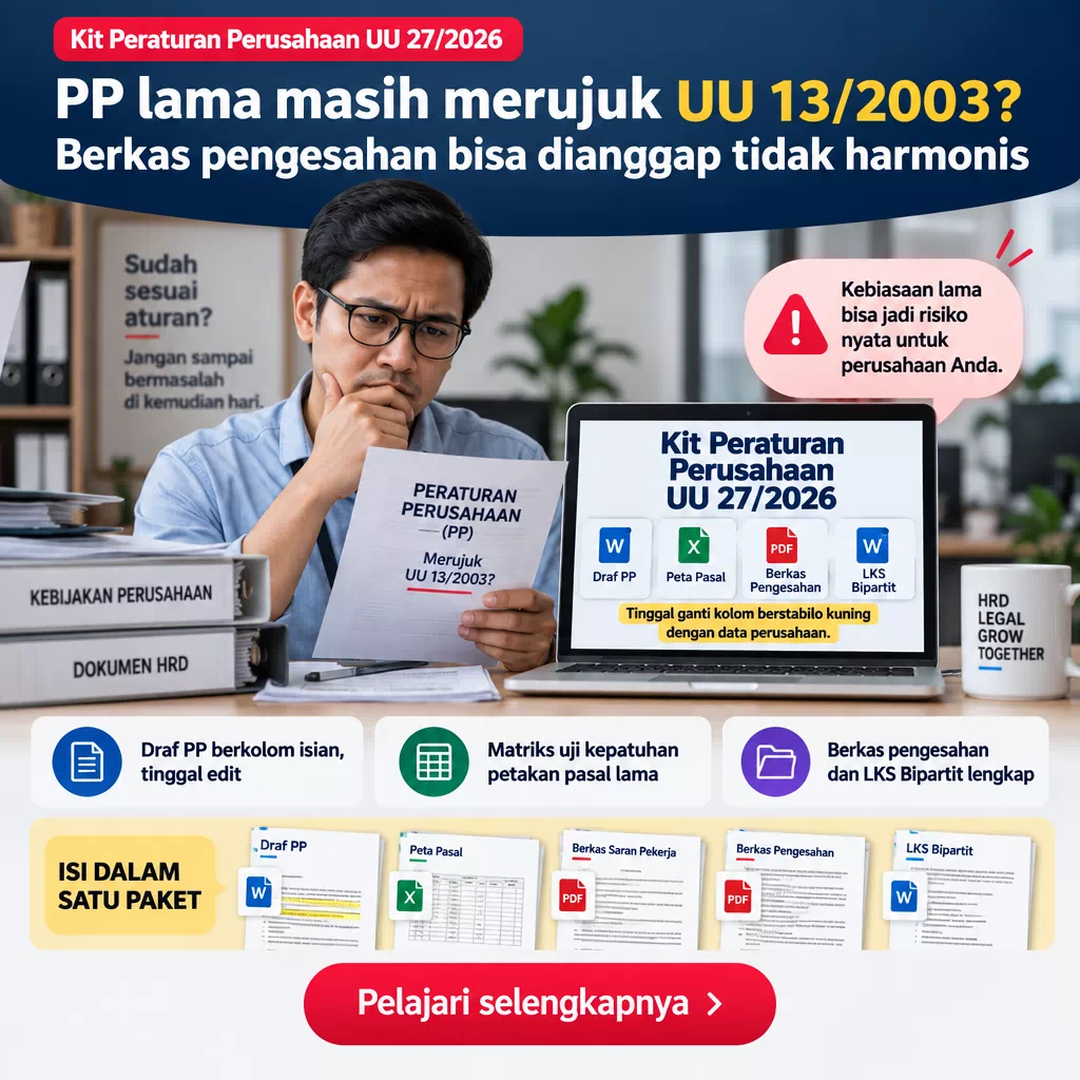 Kit Peraturan Perusahaan UU 27/2026
PP lama masih merujuk UU 13/2003?
Berkas pengesahan bisa dianggap tidak harmonis
Sudah
sesuai
aturan?
Jangan sampai
bermasalah
di kemudian hari.
Kebiasaan lama
bisa jadi risiko
nyata untuk
perusahaan Anda.
PERATURAN
PERUSAHAAN
(PP)
Merujuk
UU 13/2003?
Kit Peraturan
Perusahaan
UU 27/2026
W
X
PDF
W
Draf PP
Peta Pasal
Berkas
Pengesahan
LKS
Bipartit
Tinggal ganti kolom berstabilo kuning
dengan data perusahaan.
KEBIJAKAN PERUSAHAAN
DOKUMEN HRD
HRD
LEGAL
GROW
TOGETHER
Draf PP berkolom isian,
tinggal edit
Matriks uji kepatuhan
petakan pasal lama
Berkas pengesahan
dan LKS Bipartit lengkap
ISI DALAM
SATU PAKET
Draf PP
W
Peta Pasal
X
Berkas Saran Pekerja
PDF
Berkas Pengesahan
PDF
LKS Bipartit
W
Pelajari selengkapnya